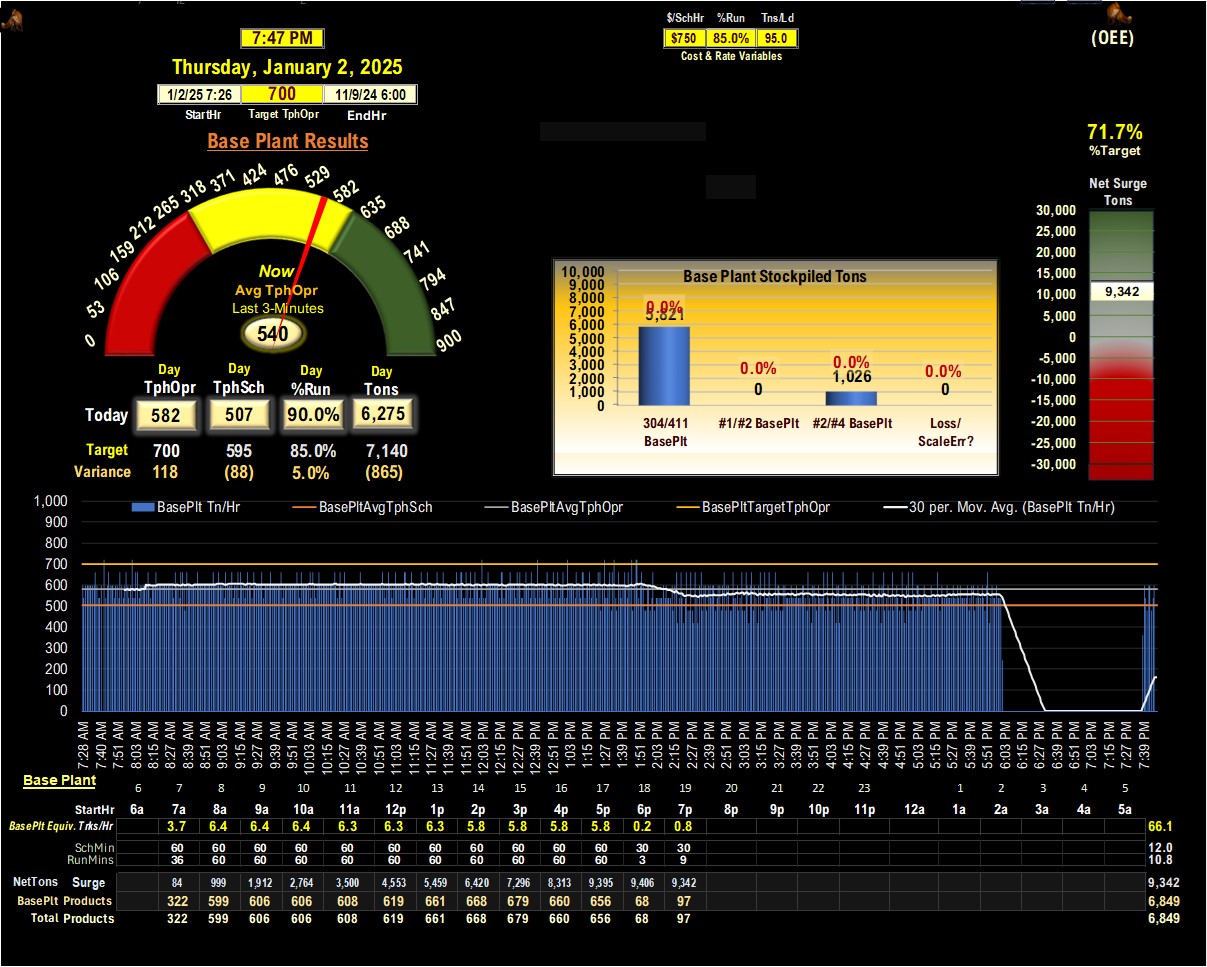 $/SchHr %Run Tns/Ld
7:47 PM
$750 85.0% 95.0
(OEE)
Cost & Rate Variables
Thursday, January 2, 2025
1/2/25 7:26 700 11/9/24 6:00
StartHr Target TphOpr EndHr
71.7%
%Target
Base Plant Results
Net Surge
Tons
0 53 106 159 212 265 318 371 424 476 529 582 635 688 741 794 847 900
Now
Avg TphOpr
Last 3-Minutes
540
30,000
25,000
20,000
15,000
10,000
5,000
0
-5,000
-10,000
-15,000
-20,000
-25,000
-30,000
9,342
Base Plant Stockpiled Tons
10,000
9,000
8,000
7,000
6,000
5,000
4,000
3,000
2,000
1,000
0
0.0% 0.0% 0.0% 0.0%
5,821 0 1,026 0
304/411 BasePlt
#1/#2 BasePlt
#2/#4 BasePlt
Loss/ ScaleErr?
Day Day Day Day
TphOpr TphSch %Run Tons
Today 582 507 90.0% 6,275
Target 700 595 85.0% 7,140
Variance 118 (88) 5.0% (865)
BasePlt Tn/Hr BasePltAvgTphSch BasePltAvgTphOpr BasePltTargetTphOpr 30 per. Mov. Avg. (BasePlt Tn/Hr)
1,000
900
800
700
600
500
400
300
200
100
0
7:28 AM 7:40 AM 7:51 AM 8:03 AM 8:15 AM 8:27 AM 8:39 AM 8:51 AM 9:03 AM 9:15 AM 9:27 AM 9:39 AM 9:51 AM 10:03 AM 10:15 AM 10:27 AM 10:39 AM 10:51 AM 11:03 AM 11:15 AM 11:27 AM 11:39 AM 11:51 AM 12:03 PM 12:15 PM 12:27 PM 12:39 PM 12:51 PM 1:03 PM 1:15 PM 1:27 PM 1:39 PM 1:51 PM 2:03 PM 2:15 PM 2:27 PM 2:39 PM 2:51 PM 3:03 PM 3:15 PM 3:27 PM 3:39 PM 3:51 PM 4:03 PM 4:15 PM 4:27 PM 4:39 PM 4:51 PM 5:03 PM 5:15 PM 5:27 PM 5:39 PM 5:51 PM 6:03 PM 6:15 PM 6:27 PM 6:39 PM 6:51 PM 7:03 PM 7:15 PM 7:27 PM 7:39 PM
Base Plant
6 7 8 9 10 11 12 13 14 15 16 17 18 19 20 21 22 23 1 2 3 4 5
StartHr 6a 7a 8a 9a 10a 11a 12p 1p 2p 3p 4p 5p 6p 7p 8p 9p 10p 11p 12a 1a 2a 3a 4a 5a
BasePlt Equiv. Trks/Hr 3.7 6.4 6.4 6.4 6.3 6.3 6.3 5.8 5.8 5.8 5.8 0.2 0.8 66.1
SchMin 60 60 60 60 60 60 60 60 60 60 60 30 30 12.0
RunMins 36 60 60 60 60 60 60 60 60 60 60 3 9 10.8
NetTons Surge 84 999 1,912 2,764 3,500 4,553 5,459 6,420 7,296 8,313 9,395 9,406 9,342 9,342
BasePlt Products 322 599 606 606 608 619 661 668 679 660 656 68 97 6,849
Total Products 322 599 606 606 608 619 661 668 679 660 656 68 97 6,849